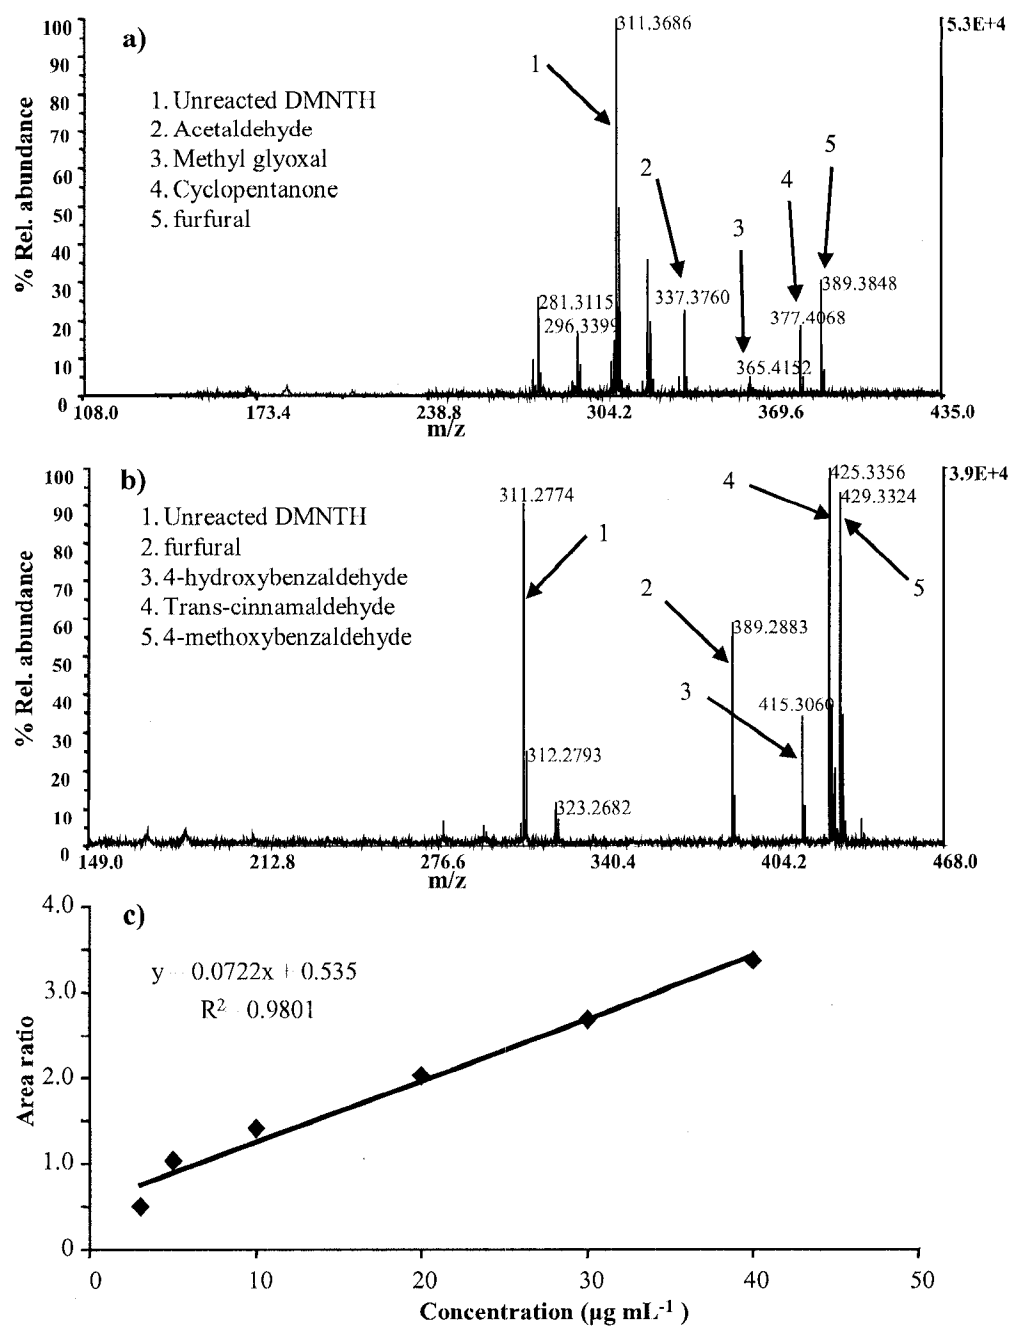 a)
5.3E+4
100
90
80
70
60
50
40
30
20
10
0
% Rel. abundance
1. Unreacted DMNTH
2. Acetaldehyde
3. Methyl glyoxal
4. Cyclopentanone
5. furfural
311.3686
1
2
3
4
5
281.3115
296.3399
337.3760
365.4152
377.4068
389.3848
108.0 173.4 238.8 304.2 369.6 435.0
m/z
b)
3.9E+4
100
90
80
70
60
50
40
30
20
10
0
% Rel. abundance
1. Unreacted DMNTH
2. furfural
3. 4-hydroxybenzaldehyde
4. Trans-cinnamaldehyde
5. 4-methoxybenzaldehyde
311.2774
1
2
3
4
5
425.3356
429.3324
389.2883
415.3060
312.2793
323.2682
149.0 212.8 276.6 340.4 404.2 468.0
m/z
c)
4.0
3.0
2.0
1.0
0
Area ratio
y 0.0722x + 0.535
R² 0.9801
0 10 20 30 40 50
Concentration (µg mL⁻¹ )